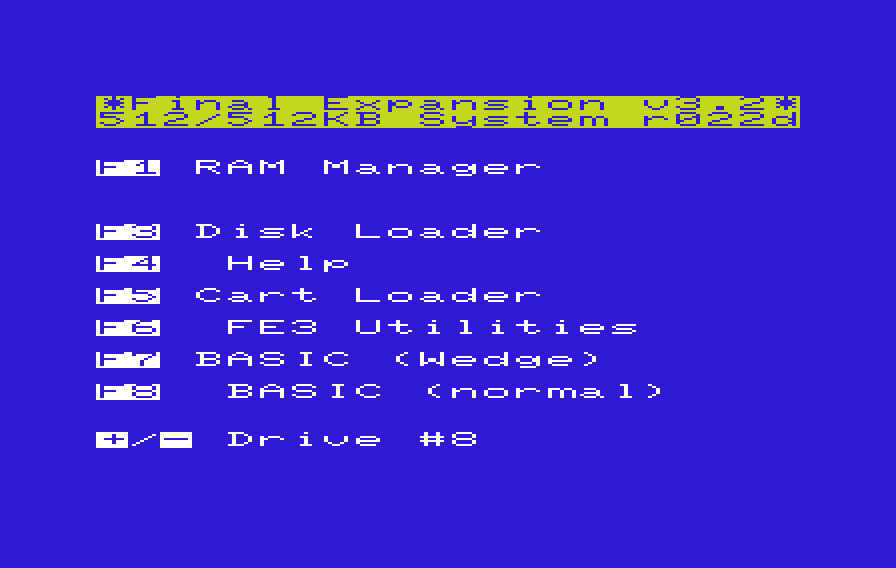 *Final Expansion v3.2*
512/512KB System r022d
F1 RAM Manager
F3 Disk Loader
F4 Help
F5 Cart Loader
F6 FE3 Utilities
F7 BASIC (Wedge)
F8 BASIC (normal)
+/- Drive #8